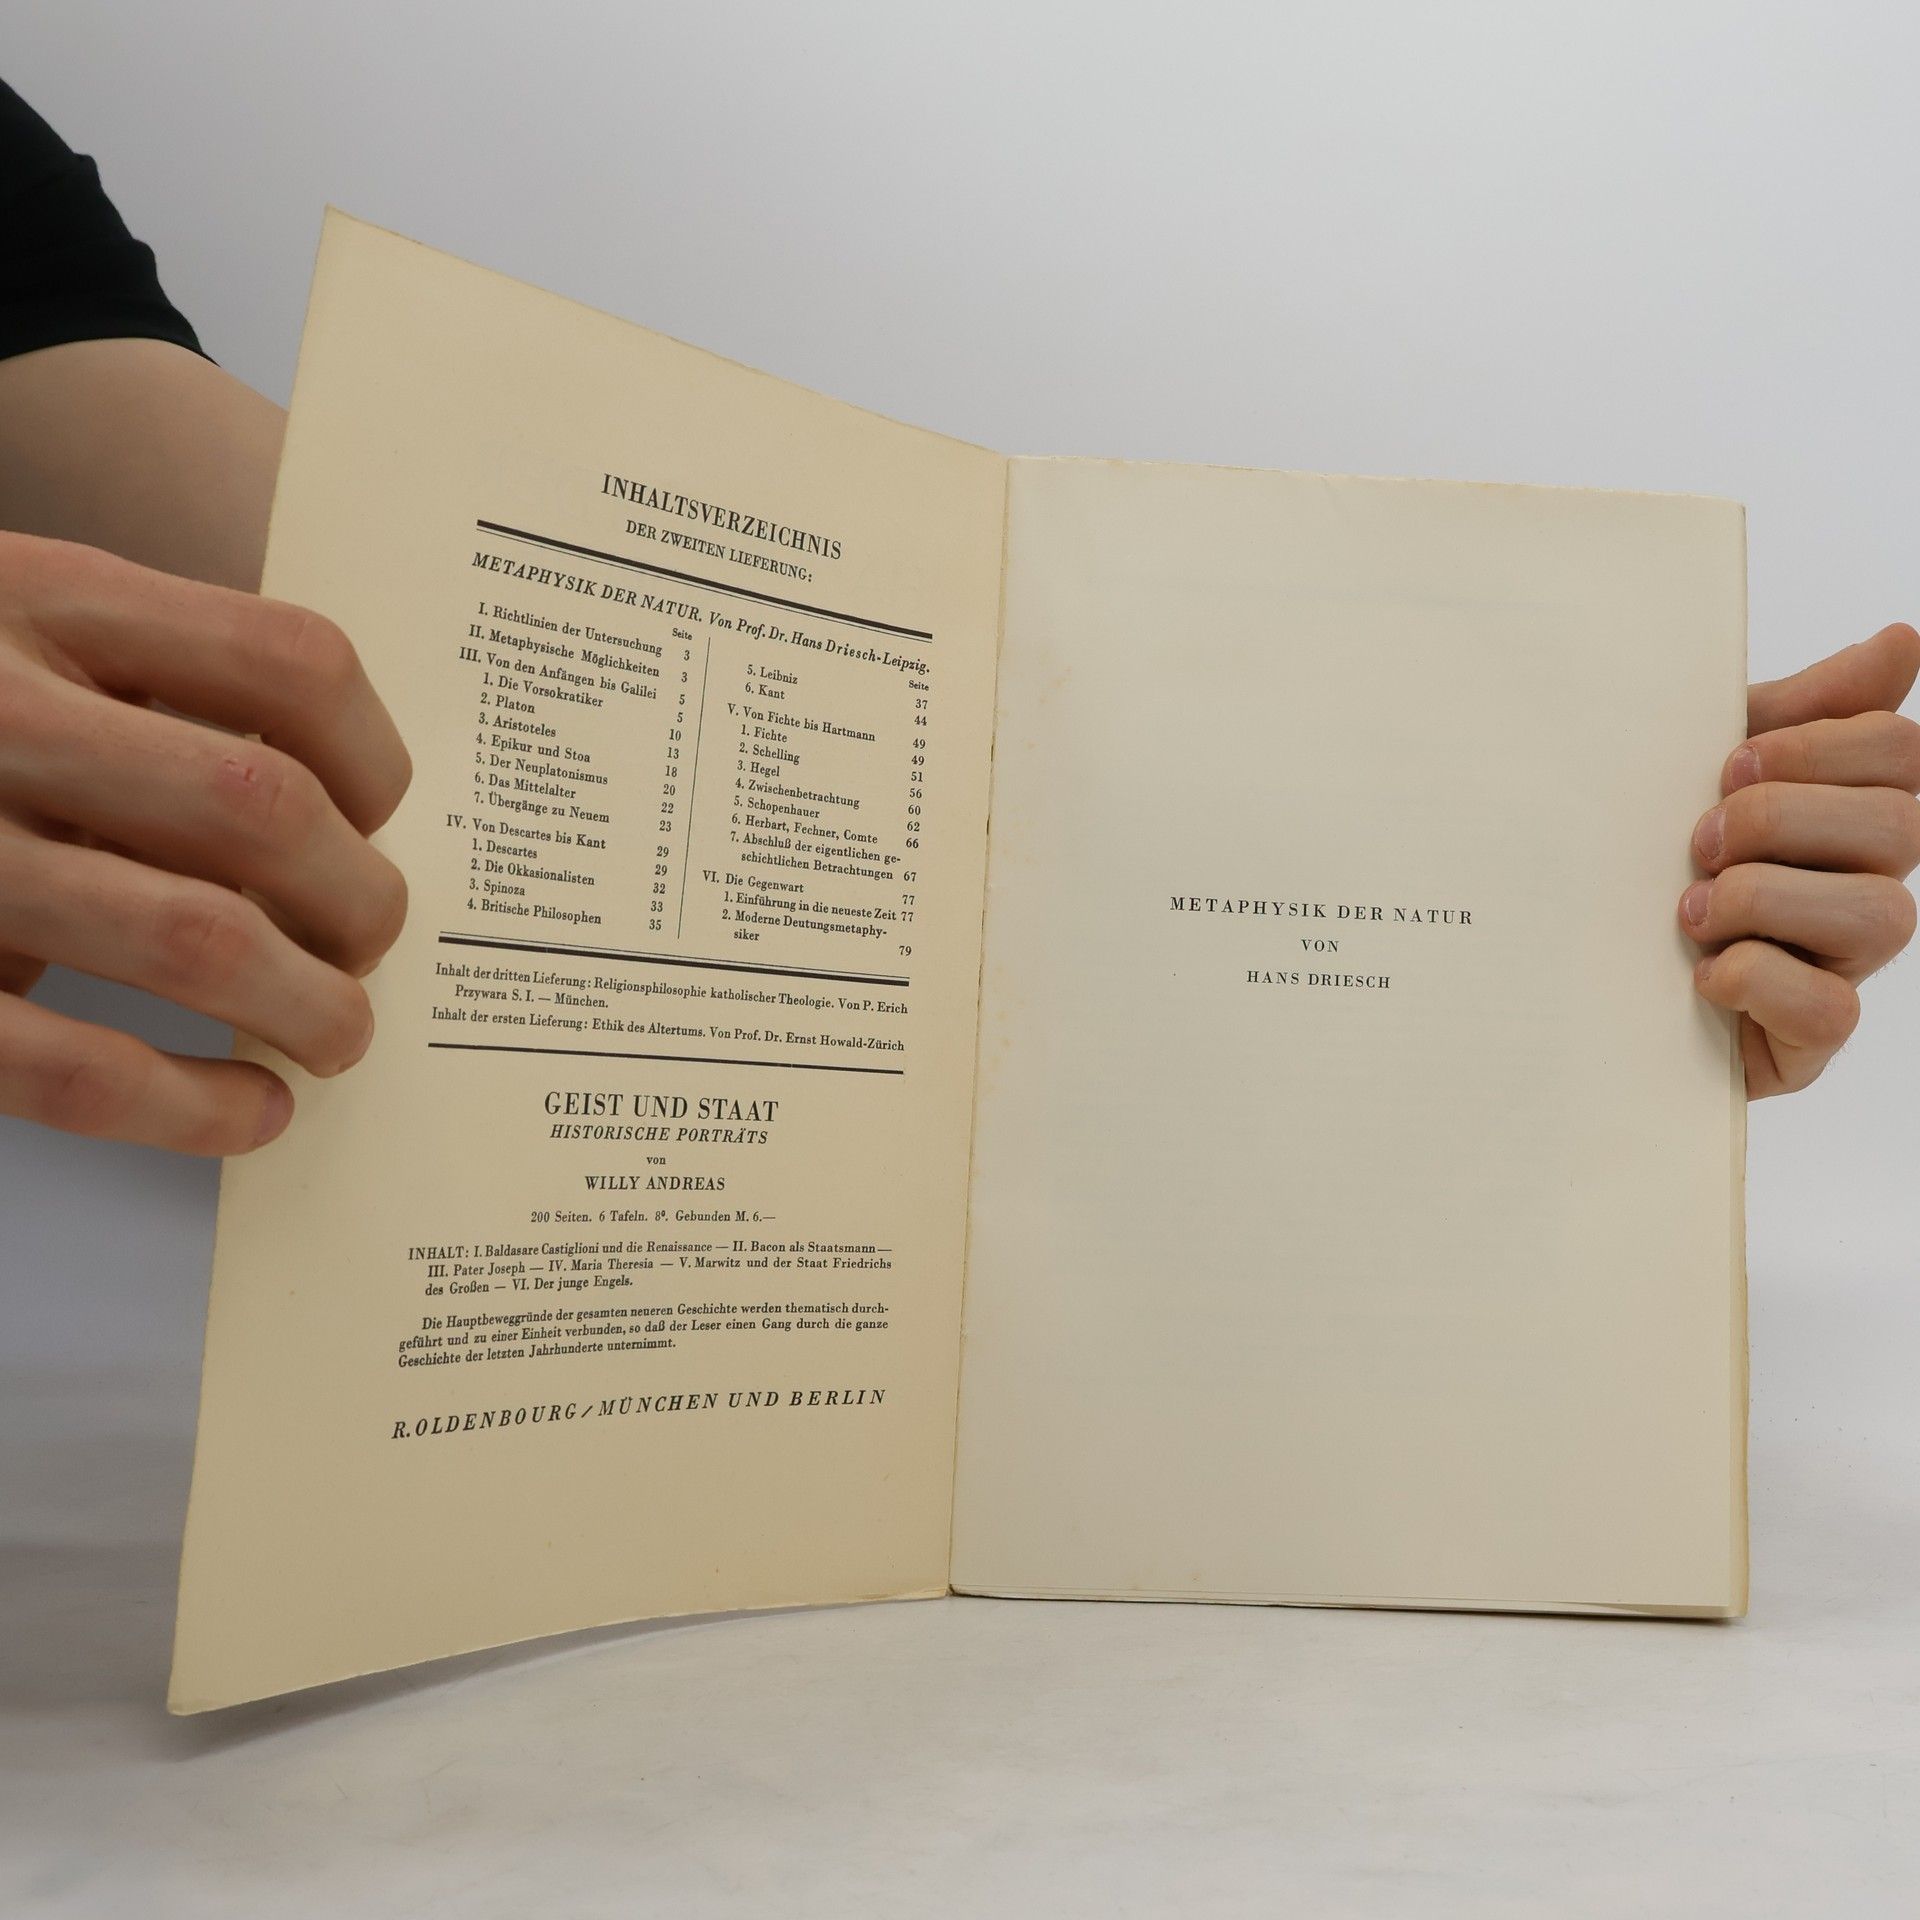 INHALTSVERZEICHNIS
DER ZWEITEN LIEFERUNG:
METAPHYSIK DER NATUR. Von Prof. Dr. Hans Driesch-Leipzig.
Seite
I. Richtlinien der Untersuchung 3
II. Metaphysische Möglichkeiten 3
III. Von den Anfängen bis Galilei 5
1. Die Vorsokratiker 5
2. Platon 10
3. Aristoteles 13
4. Epikur und Stoa 18
5. Der Neuplatonismus 20
6. Das Mittelalter 22
7. Übergänge zu Neuem 23
IV. Von Descartes bis Kant 29
1. Descartes 29
2. Die Okkasionalisten 32
3. Spinoza 33
4. Britische Philosophen 35
Seite
5. Leibniz 37
6. Kant 44
V. Von Fichte bis Hartmann 49
1. Fichte 49
2. Schelling 51
3. Hegel 56
4. Zwischenbetrachtung 60
5. Schopenhauer 62
6. Herbart, Fechner, Comte 66
7. Abschluß der eigentlichen ge-
schichtlichen Betrachtungen 67
VI. Die Gegenwart 77
1. Einführung in die neueste Zeit 77
2. Moderne Deutungsmetaphy-
siker 79
Inhalt der dritten Lieferung: Religionsphilosophie katholischer Theologie. Von P. Erich
Przywara S. I. — München.
Inhalt der ersten Lieferung: Ethik des Altertums. Von Prof. Dr. Ernst Howald-Zürich
GEIST UND STAAT
HISTORISCHE PORTRÄTS
von
WILLY ANDREAS
200 Seiten. 6 Tafeln. 8⁰. Gebunden M. 6.—
INHALT: I. Baldasare Castiglioni und die Renaissance — II. Bacon als Staatsmann —
III. Pater Joseph — IV. Maria Theresia — V. Marwitz und der Staat Friedrichs
des Großen — VI. Der junge Engels.
Die Hauptbeweggründe der gesamten neueren Geschichte werden thematisch durch-
geführt und zu einer Einheit verbunden, so daß der Leser einen Gang durch die ganze
Geschichte der letzten Jahrhunderte unternimmt.
R. OLDENBOURG / MÜNCHEN UND BERLIN
METAPHYSIK DER NATUR
VON
HANS DRIESCH